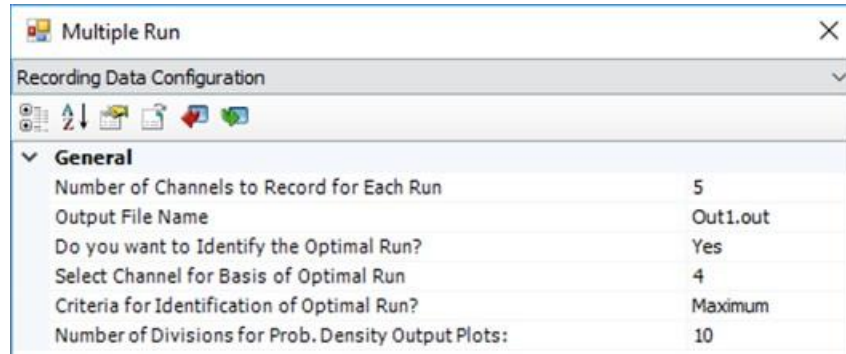 Multiple Run
Recording Data Configuration
General
Number of Channels to Record for Each Run 5
Output File Name Out1.out
Do you want to Identify the Optimal Run? Yes
Select Channel for Basis of Optimal Run 4
Criteria for Identification of Optimal Run? Maximum
Number of Divisions for Prob. Density Output Plots: 10